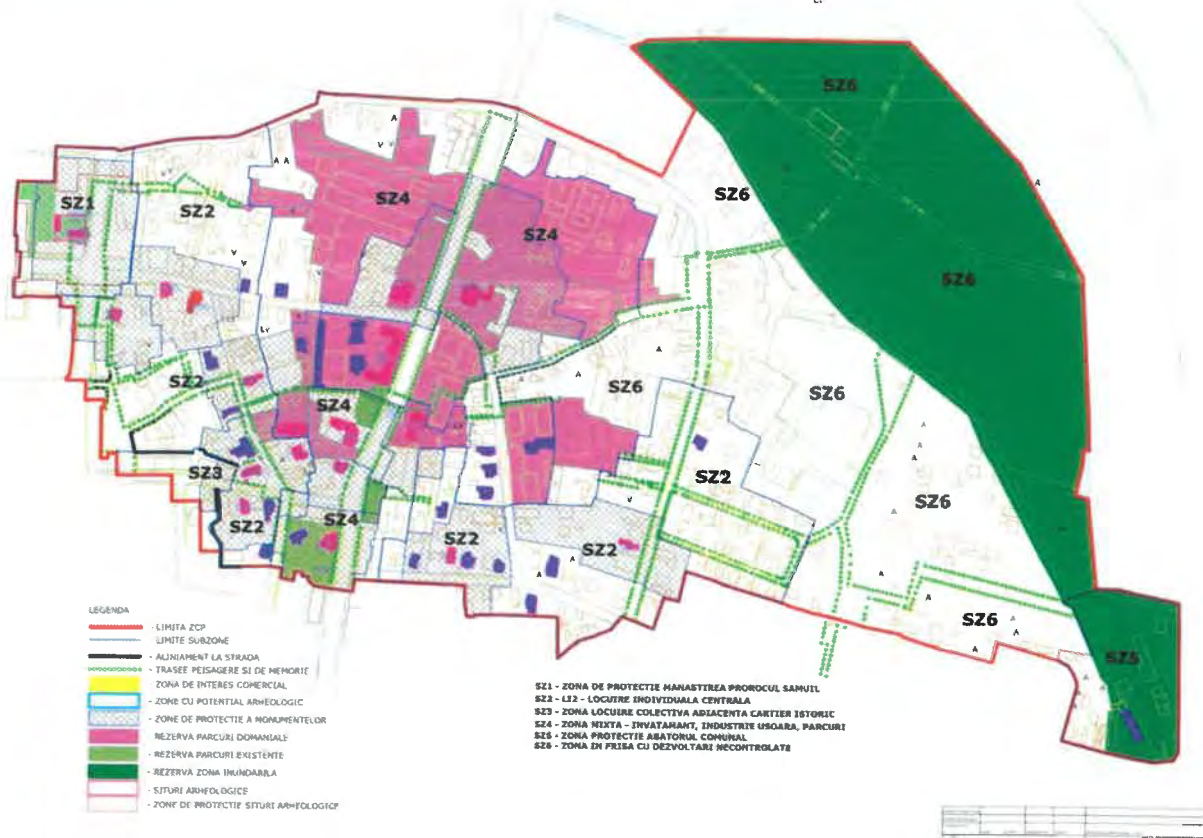 SZ6
SZ1
SZ2
SZ4
SZ4
SZ6
SZ6
SZ2
SZ4
SZ6
SZ6
SZ3
SZ2
SZ6
SZ2
SZ4
SZ2
SZ2
SZ6
SZ5
LEGENDA
- LIMITA ZCP
LIMITE SUBZONE
- ALINIAMENT LA STRADA
- TRASEE PEISAGERE SI DE MEMORIE
ZONA DE INTERES COMERCIAL
- ZONE CU POTENTIAL ARHEOLOGIC
- ZONE DE PROTECTIE A MONUMENTELOR
REZERVA PARCURI DOMANIALE
- REZERVA PARCURI EXISTENTE
- REZERVA ZONA INUNDABILA
- SITURI ARHEOLOGICE
- ZONE DE PROTECTIE SITURI ARHEOLOGICE
SZ1 - ZONA DE PROTECTIE MANASTIREA PROROCUL SAMUIL
SZ2 - LI2 - LOCUIRE INDIVIDUALA CENTRALA
SZ3 - ZONA LOCUIRE COLECTIVA ADIACENTA CARTIER ISTORIC
SZ4 - ZONA MIXTA - INVATAMANT, INDUSTRIE USOARA, PARCURI
SZ5 - ZONA PROTECTIE ABATORUL COMUNAL
SZ6 - ZONA IN FRISA CU DEZVOLTARI NECONTROLATE